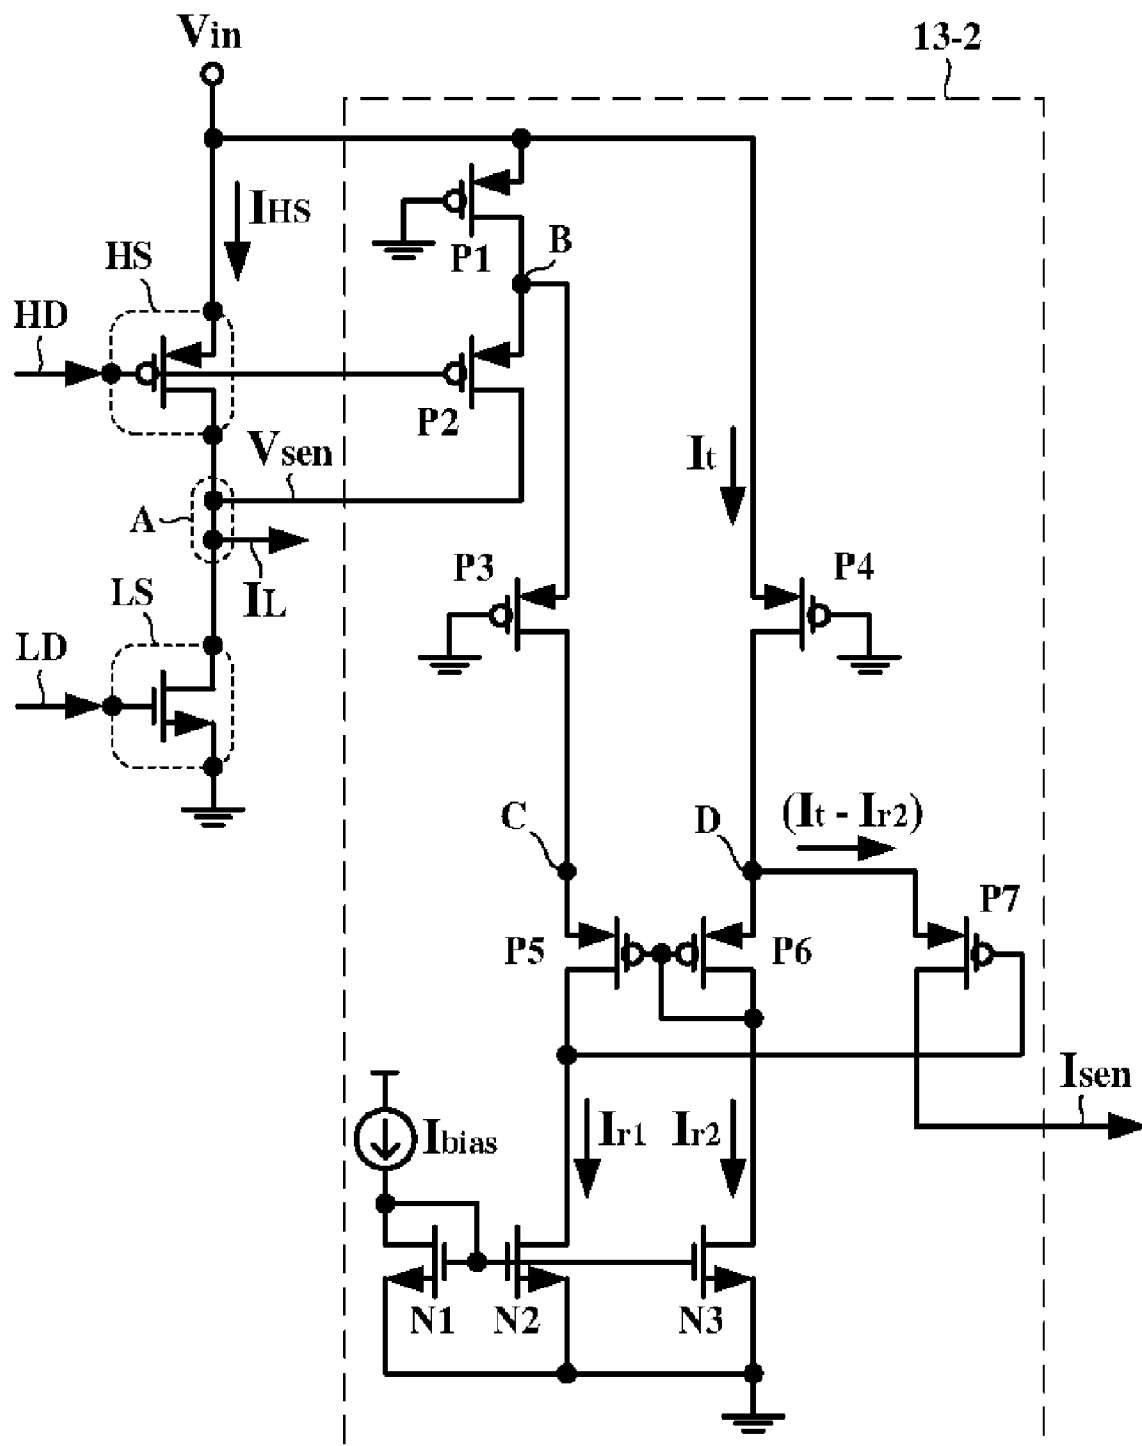 Vin
13-2
IHS
P1
B
HS
HD
P2
Vsen
It
A
IL
P3
P4
LS
LD
C
D
(It - Ir2)
P5
P6
P7
Isen
Ibias
Ir1
Ir2
N1
N2
N3